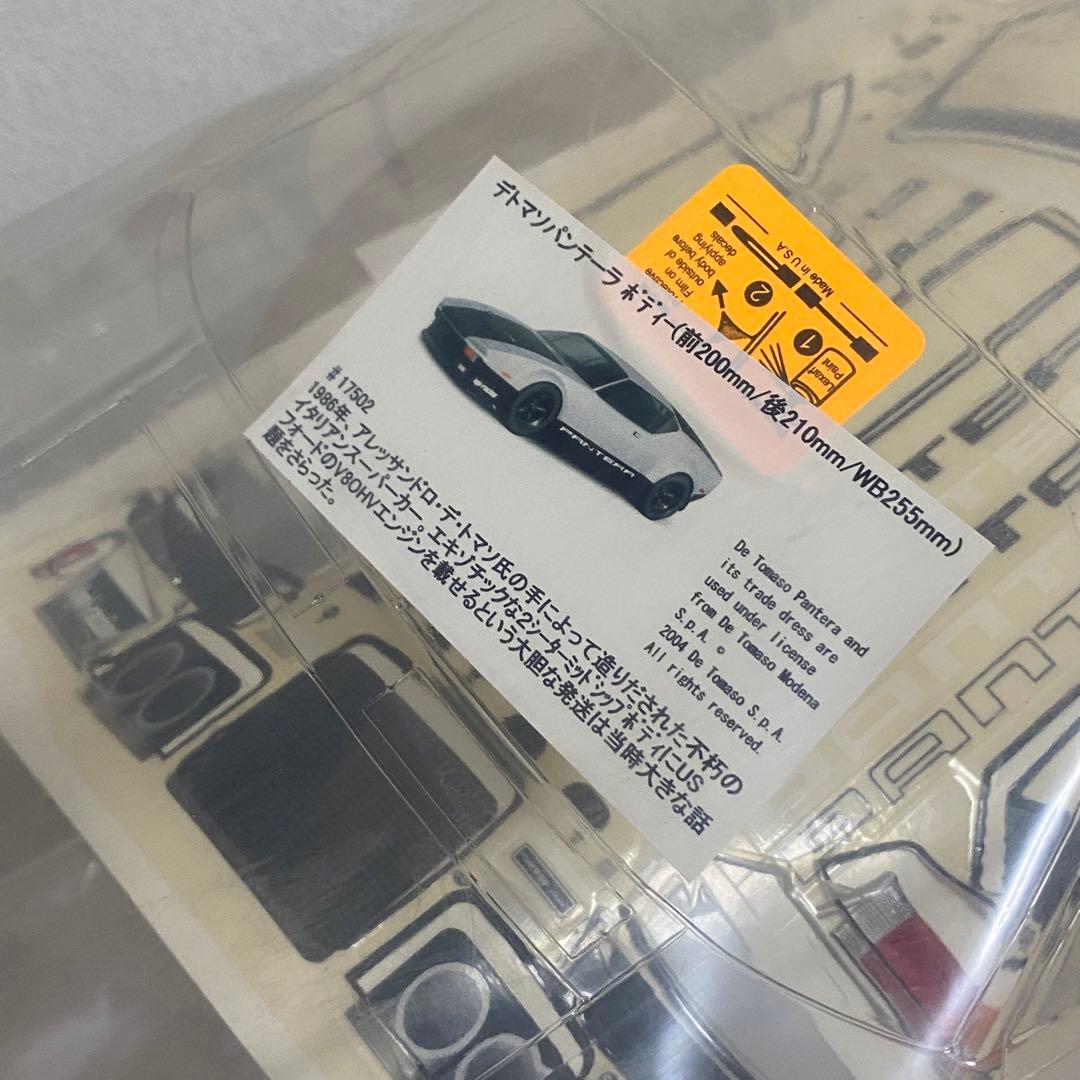 デトマソパンテーラ ボディー(前200mm/後210mm/WB255mm)
PANTERA
#17502
1986年、アレッサンドロ・デ・トマソ氏の手によって造りだされた不朽の
イタリアンスーパーカー。エキゾチックな2シーターミッドシップボディにUS
フォードのV8OHVエンジンを載せるという大胆な発送は当時大きな話
題をさらった。
De Tomaso Pantera and
its trade dress are
used under license
from De Tomaso Modena
S.p.A. ©
2004 De Tomaso S.p.A.
All rights reserved.
Made in U.S.A
1
Lexan
Paint
2
Film on
outside of
body before
applying
decals